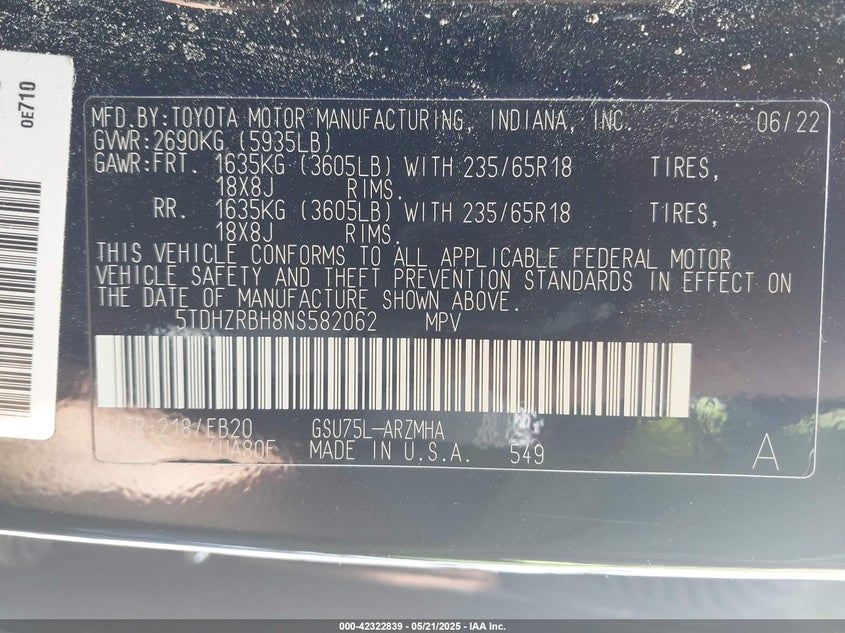 0E710
MFD.BY:TOYOTA MOTOR MANUFACTURING, INDIANA, INC. 06/22
GVWR:2690KG (5935LB)
GAWR:FRT. 1635KG (3605LB) WITH 235/65R18 TIRES,
18X8J RIMS.
RR. 1635KG (3605LB) WITH 235/65R18 TIRES,
18X8J RIMS.
THIS VEHICLE CONFORMS TO ALL APPLICABLE FEDERAL MOTOR
VEHICLE SAFETY AND THEFT PREVENTION STANDARDS IN EFFECT ON
THE DATE OF MANUFACTURE SHOWN ABOVE.
5TDHZRBH8NS582062 MPV
C/TR:218/EB20 GSU75L-ARZMHA
/UA80F MADE IN U.S.A. 549 A
000-42322839 - 05/21/2025 - IAA Inc.